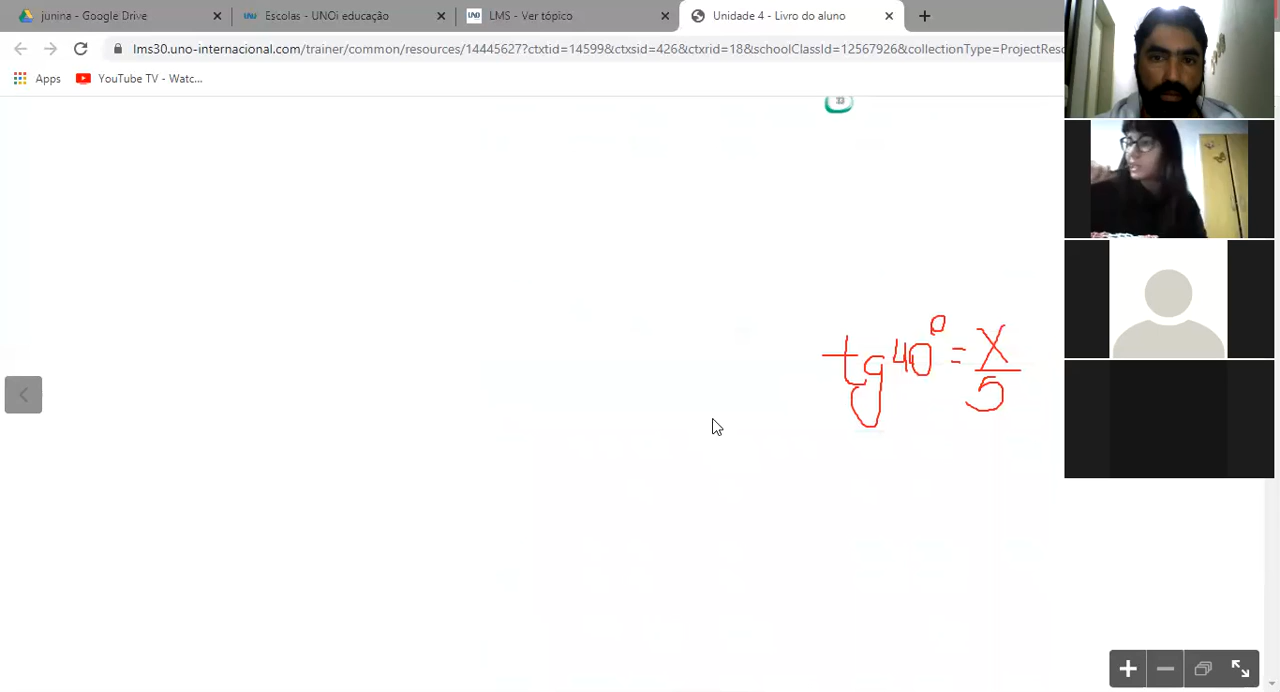 junina - Google Drive
Escolas - UNOi educação
LMS - Ver tópico
Unidade 4 - Livro do aluno
lms30.uno-internacional.com/trainer/common/resources/14445627?ctxtid=14599&ctxsid=426&ctxrid=18&schoolClassId=12567926&collectionType=ProjectReso
Apps
YouTube TV - Watc...
33
tg 40° = x/5